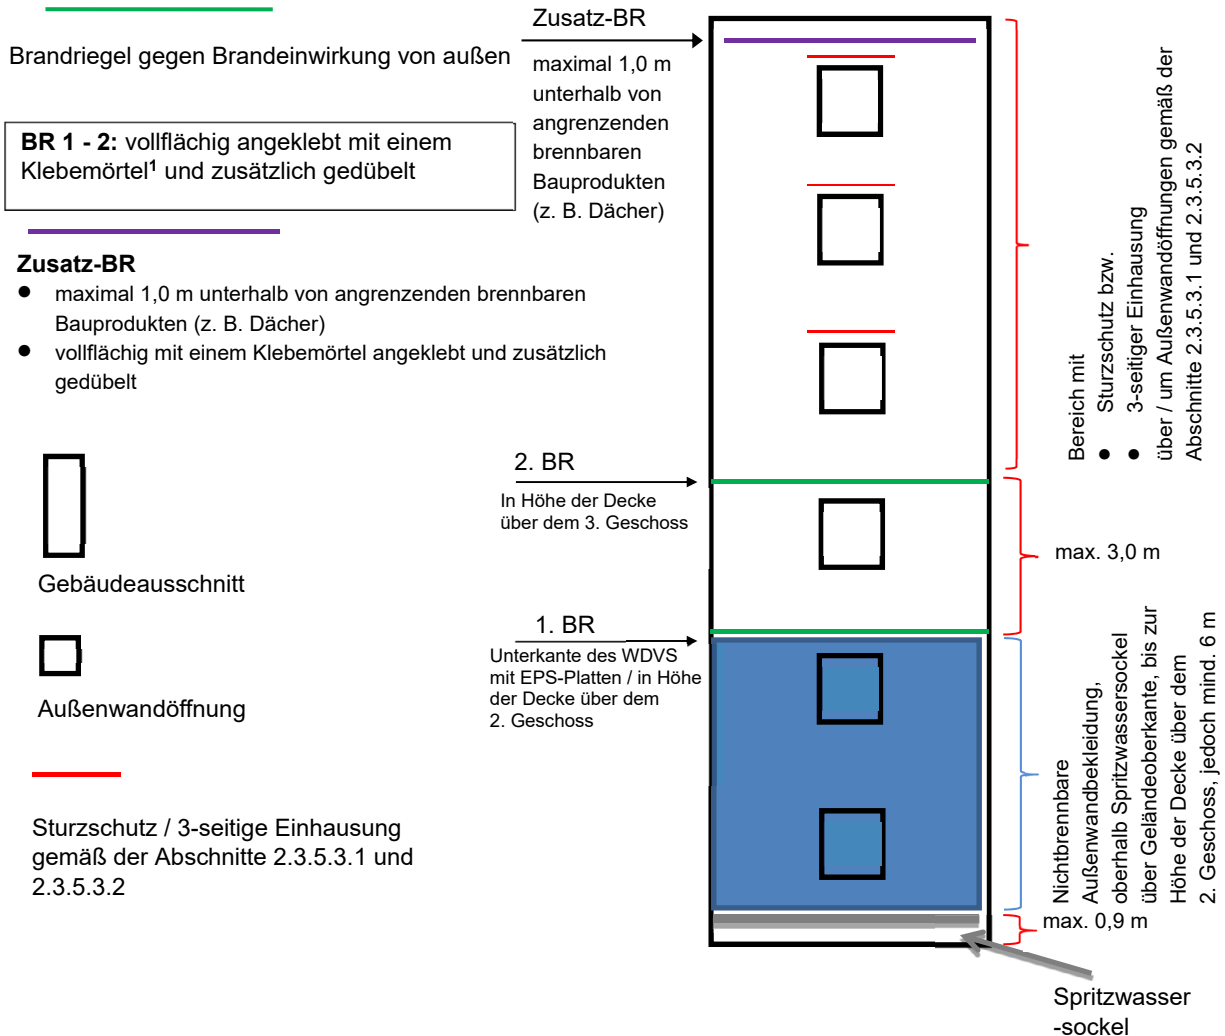 Brandriegel gegen Brandeinwirkung von außen
BR 1 - 2: vollflächig angeklebt mit einem
Klebemörtel¹ und zusätzlich gedübelt
Zusatz-BR
● maximal 1,0 m unterhalb von angrenzenden brennbaren
Bauprodukten (z. B. Dächer)
● vollflächig mit einem Klebemörtel angeklebt und zusätzlich
gedübelt
Gebäudeausschnitt
Außenwandöffnung
Sturzschutz / 3-seitige Einhausung
gemäß der Abschnitte 2.3.5.3.1 und
2.3.5.3.2
Zusatz-BR
maximal 1,0 m
unterhalb von
angrenzenden
brennbaren
Bauprodukten
(z. B. Dächer)
2. BR
In Höhe der Decke
über dem 3. Geschoss
1. BR
Unterkante des WDVS
mit EPS-Platten / in Höhe
der Decke über dem
2. Geschoss
Bereich mit
● Sturzschutz bzw.
● 3-seitiger Einhausung
über / um Außenwandöffnungen gemäß der
Abschnitte 2.3.5.3.1 und 2.3.5.3.2
max. 3,0 m
Nichtbrennbare
Außenwandbekleidung,
oberhalb Spritzwassersockel
über Geländeoberkante, bis zur
Höhe der Decke über dem
2. Geschoss, jedoch mind. 6 m
max. 0,9 m
Spritzwasser
-sockel